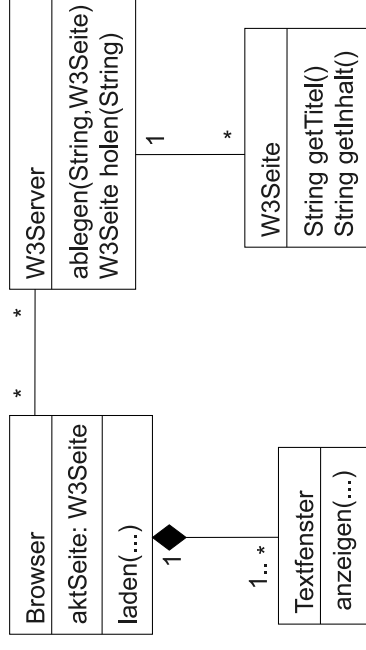 Browser
aktSeite: W3Seite
laden(...)
*
*
W3Server
ablegen(String,W3Seite)
W3Seite holen(String)
1
1.. *
1
*
Textfenster
anzeigen(...)
W3Seite
String getTitel()
String getInhalt()